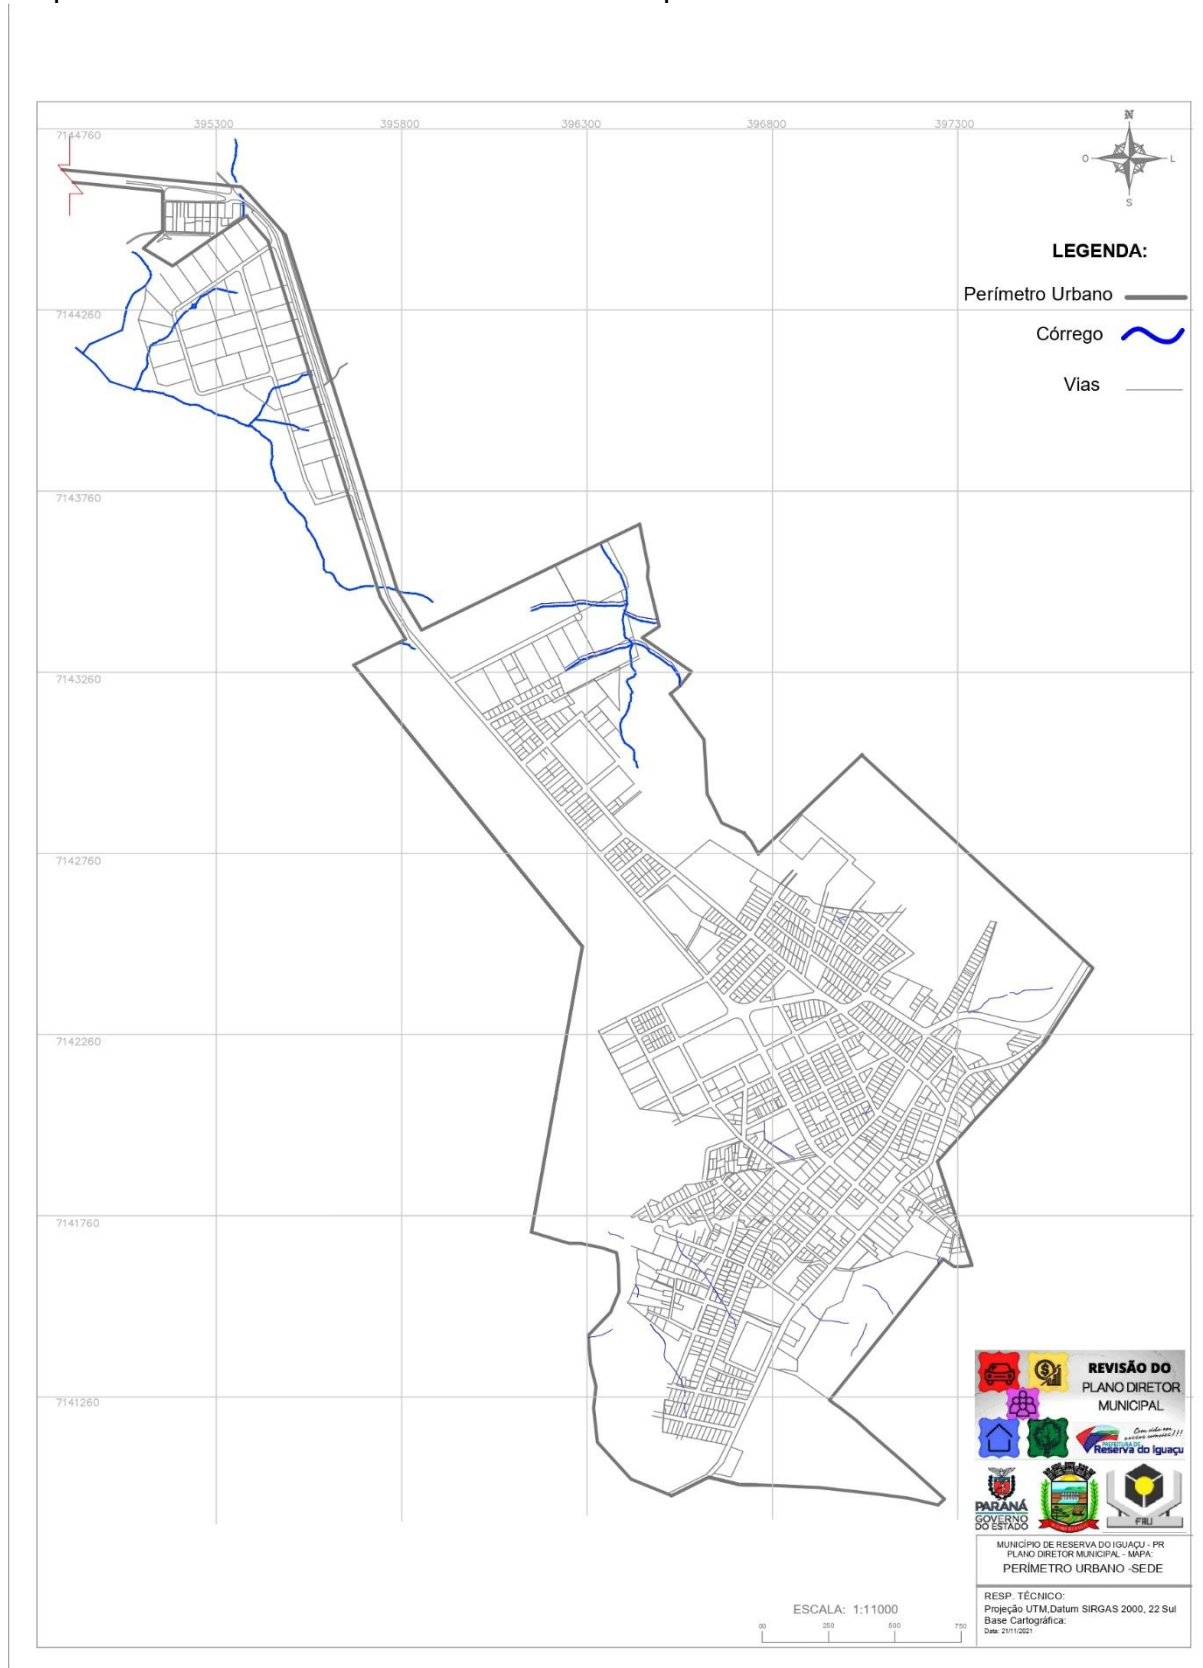 395300
395800
396300
396800
397300
7144760
N
O
L
S
LEGENDA:
Perímetro Urbano
7144260
Córrego
Vias
7143760
7143260
7142760
7142260
7141760
7141260
REVISÃO DO
PLANO DIRETOR
MUNICIPAL
PREFEITURA DE
Reserva do Iguaçu
PARANÁ
GOVERNO
DO ESTADO
MUNICÍPIO DE RESERVA DO IGUAÇU - PR
PLANO DIRETOR MUNICIPAL - MAPA:
PERÍMETRO URBANO -SEDE
RESP. TÉCNICO:
Projeção UTM,Datum SIRGAS 2000, 22 Sul
Base Cartográfica:
Data: 21/11/2021
ESCALA: 1:11000
00
250
500
750